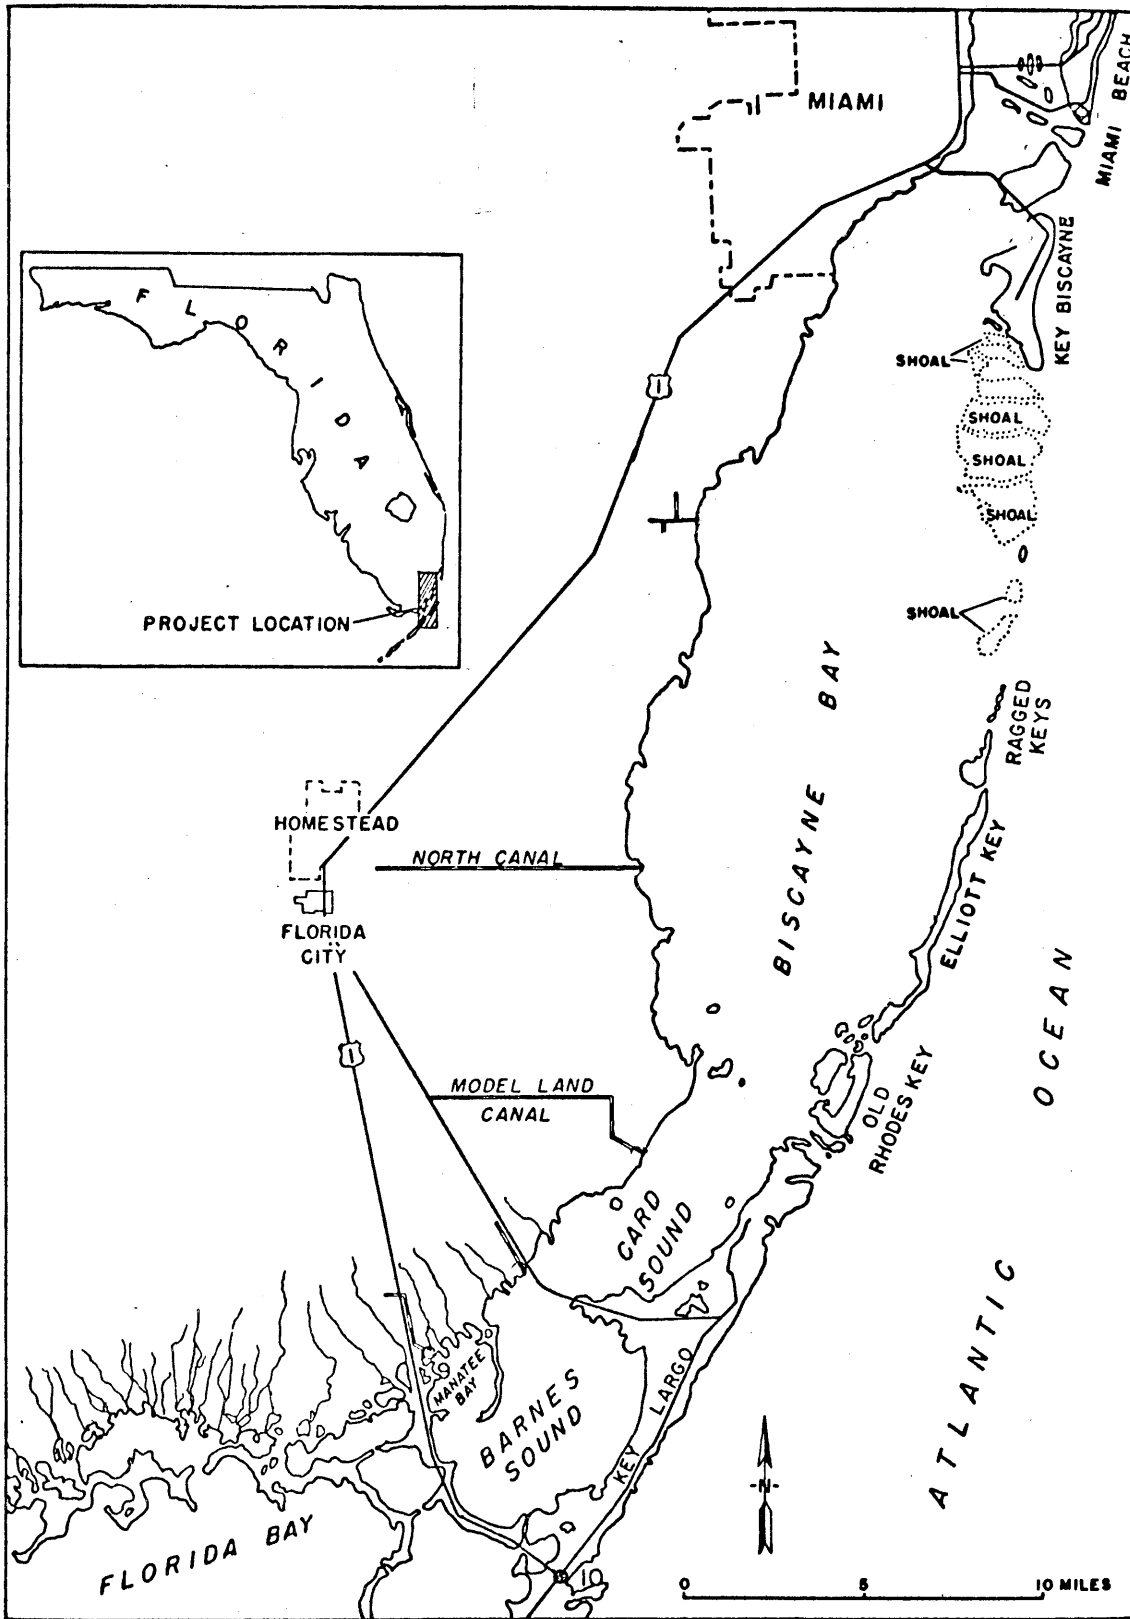 MIAMI
MIAMI BEACH
KEY BISCAYNE
FLORIDA
PROJECT LOCATION
1
SHOAL
SHOAL
SHOAL
SHOAL
SHOAL
RAGGED
KEYS
BISCAYNE BAY
HOMESTEAD
NORTH CANAL
FLORIDA
CITY
ELLIOTT KEY
1
MODEL LAND
CANAL
OLD
RHODES KEY
ATLANTIC OCEAN
CARD
SOUND
MANATEE
BAY
BARNES
SOUND
KEY LARGO
FLORIDA BAY
-N-
10
0 5 10 MILES